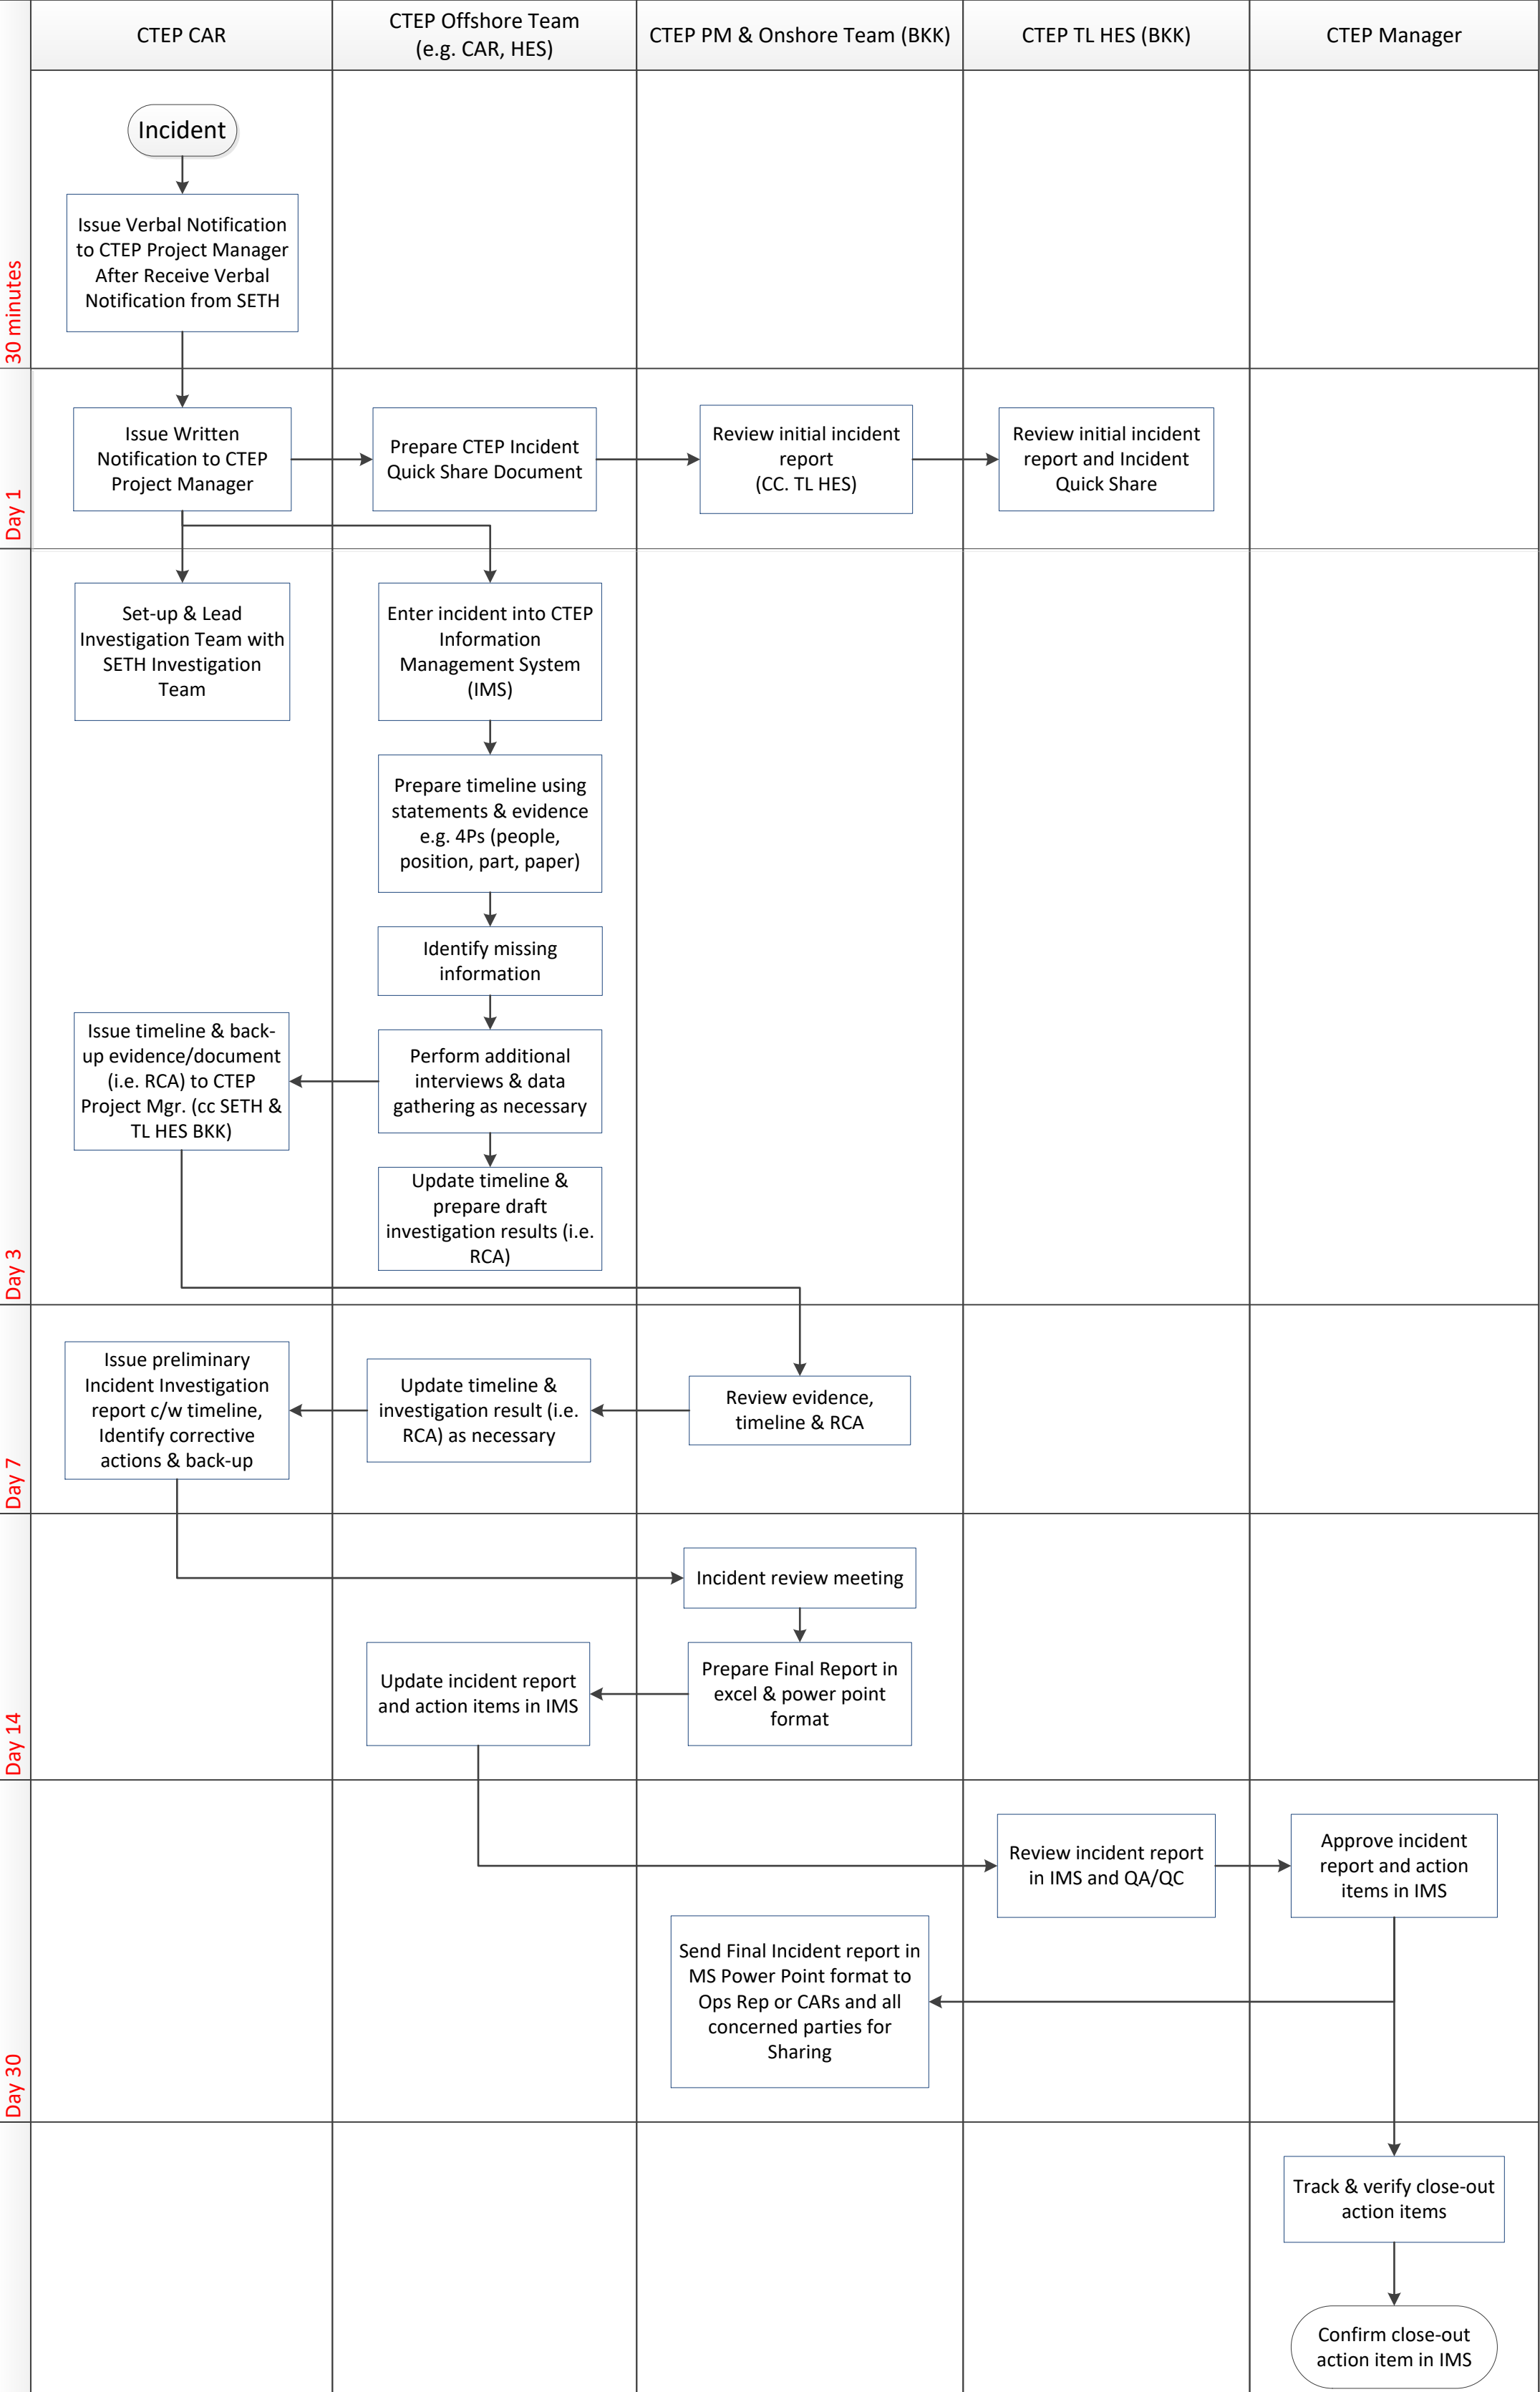 CTEP CAR
CTEP Offshore Team
(e.g. CAR, HES)
CTEP PM & Onshore Team (BKK)
CTEP TL HES (BKK)
CTEP Manager
30 minutes
Incident
Issue Verbal Notification
to CTEP Project Manager
After Receive Verbal
Notification from SETH
Day 1
Issue Written
Notification to CTEP
Project Manager
Prepare CTEP Incident
Quick Share Document
Review initial incident
report
(CC. TL HES)
Review initial incident
report and Incident
Quick Share
Day 3
Set-up & Lead
Investigation Team with
SETH Investigation
Team
Enter incident into CTEP
Information
Management System
(IMS)
Prepare timeline using
statements & evidence
e.g. 4Ps (people,
position, part, paper)
Identify missing
information
Issue timeline & back-
up evidence/document
(i.e. RCA) to CTEP
Project Mgr. (cc SETH &
TL HES BKK)
Perform additional
interviews & data
gathering as necessary
Update timeline &
prepare draft
investigation results (i.e.
RCA)
Day 7
Issue preliminary
Incident Investigation
report c/w timeline,
Identify corrective
actions & back-up
Update timeline &
investigation result (i.e.
RCA) as necessary
Review evidence,
timeline & RCA
Day 14
Incident review meeting
Update incident report
and action items in IMS
Prepare Final Report in
excel & power point
format
Day 30
Review incident report
in IMS and QA/QC
Approve incident
report and action
items in IMS
Send Final Incident report in
MS Power Point format to
Ops Rep or CARs and all
concerned parties for
Sharing
Track & verify close-out
action items
Confirm close-out
action item in IMS